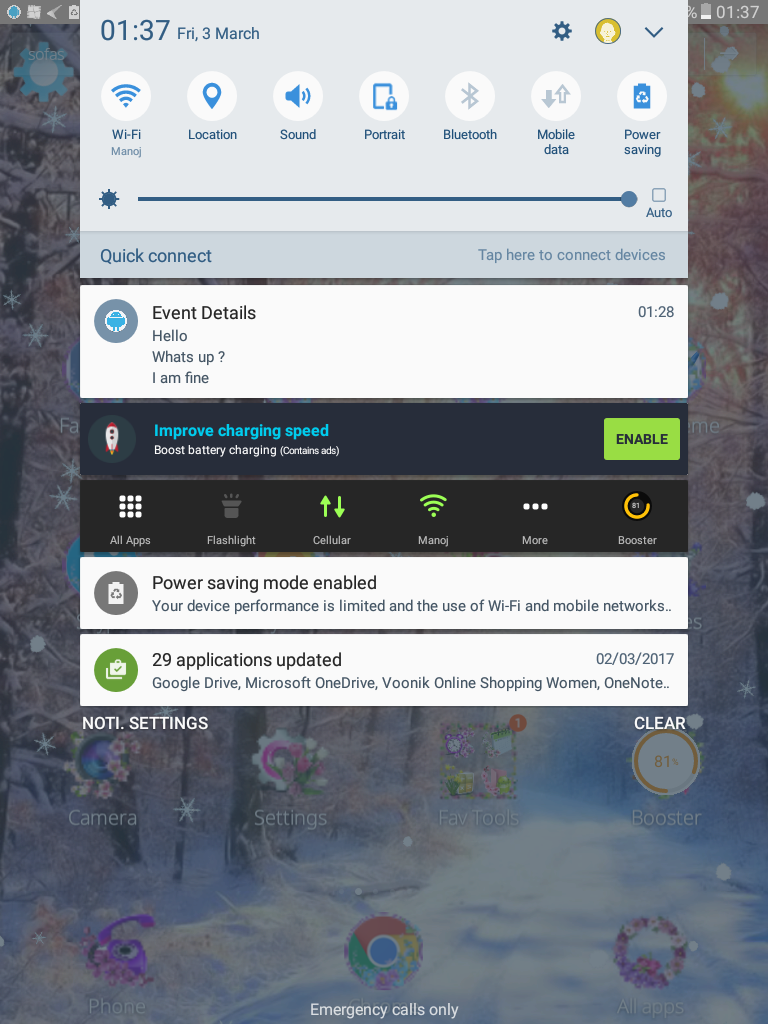 % 01:37
01:37 Fri, 3 March
sofas
Wi-Fi
Manoj
Location
Sound
Portrait
Bluetooth
Mobile
data
Power
saving
Auto
Quick connect
Tap here to connect devices
Event Details
01:28
Hello
Whats up ?
I am fine
Improve charging speed
Boost battery charging (Contains ads)
ENABLE
81
All Apps
Flashlight
Cellular
Manoj
More
Booster
Power saving mode enabled
Your device performance is limited and the use of Wi-Fi and mobile networks..
29 applications updated
02/03/2017
Google Drive, Microsoft OneDrive, Voonik Online Shopping Women, OneNote..
NOTI. SETTINGS
CLEAR
1
81%
Camera
Settings
Fav Tools
Booster
Phone
All apps
Emergency calls only